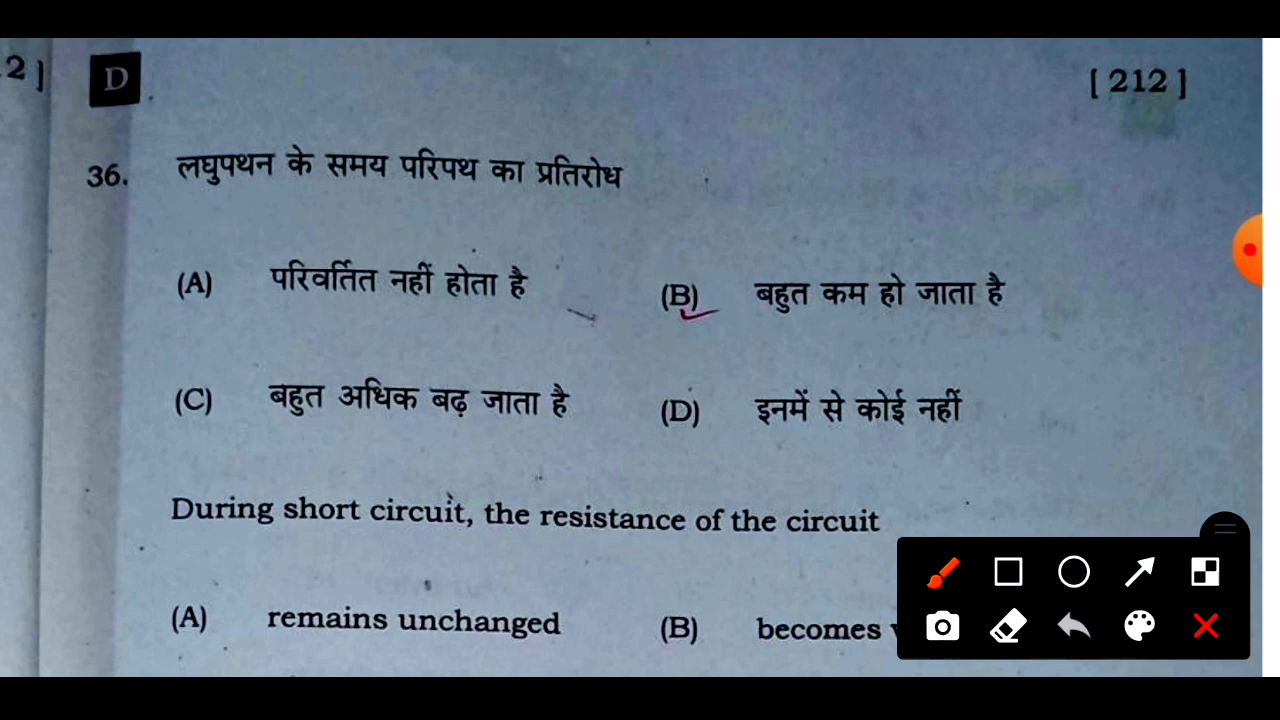 2]
D
[ 212 ]
36. लघुपथन के समय परिपथ का प्रतिरोध
(A) परिवर्तित नहीं होता है (B) बहुत कम हो जाता है
(C) बहुत अधिक बढ़ जाता है (D) इनमें से कोई नहीं
During short circuit, the resistance of the circuit
(A) remains unchanged (B) becomes